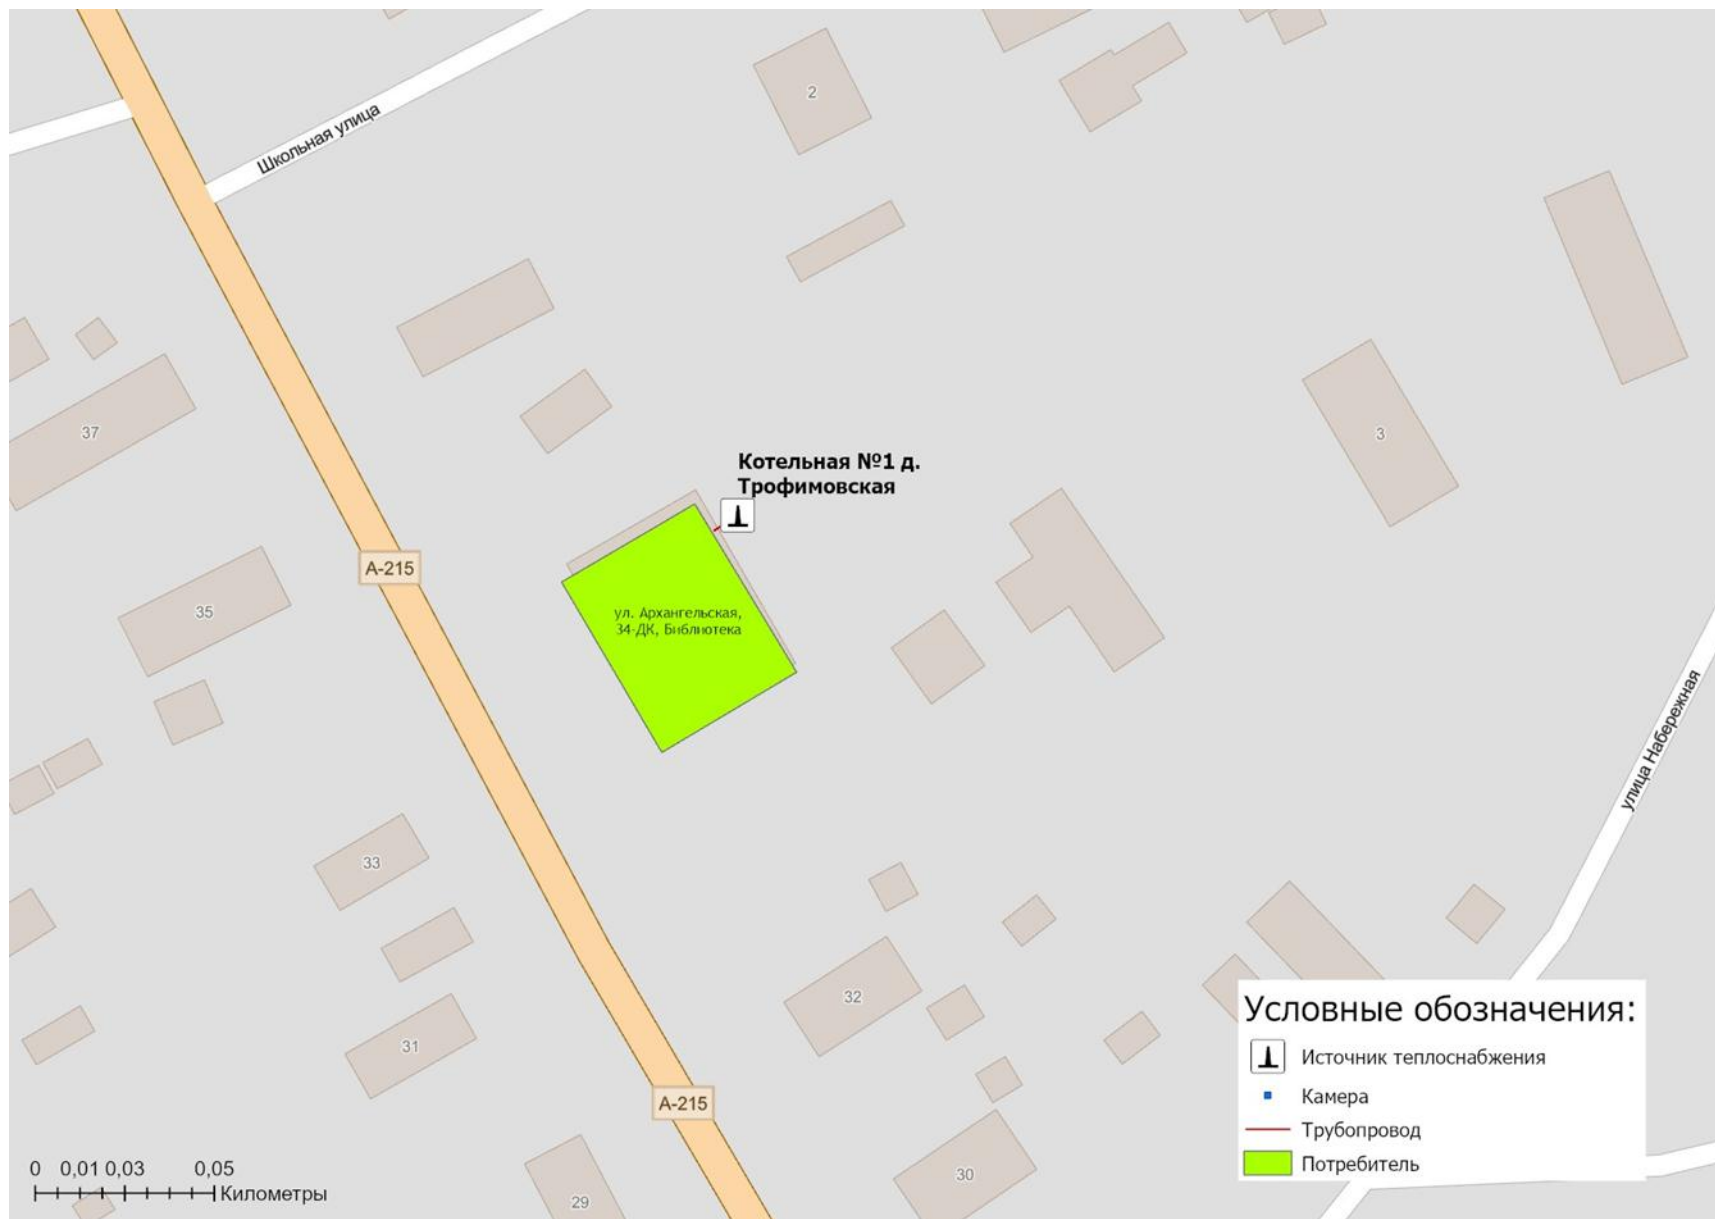 Школьная улица
2
37
3
Котельная №1 д.
Трофимовская
А-215
35
ул. Архангельская,
34-ДК, Библиотека
улица Набережная
33
32
31
А-215
30
29
Условные обозначения:
Источник теплоснабжения
Камера
Трубопровод
Потребитель
0 0,01 0,03 0,05
Километры